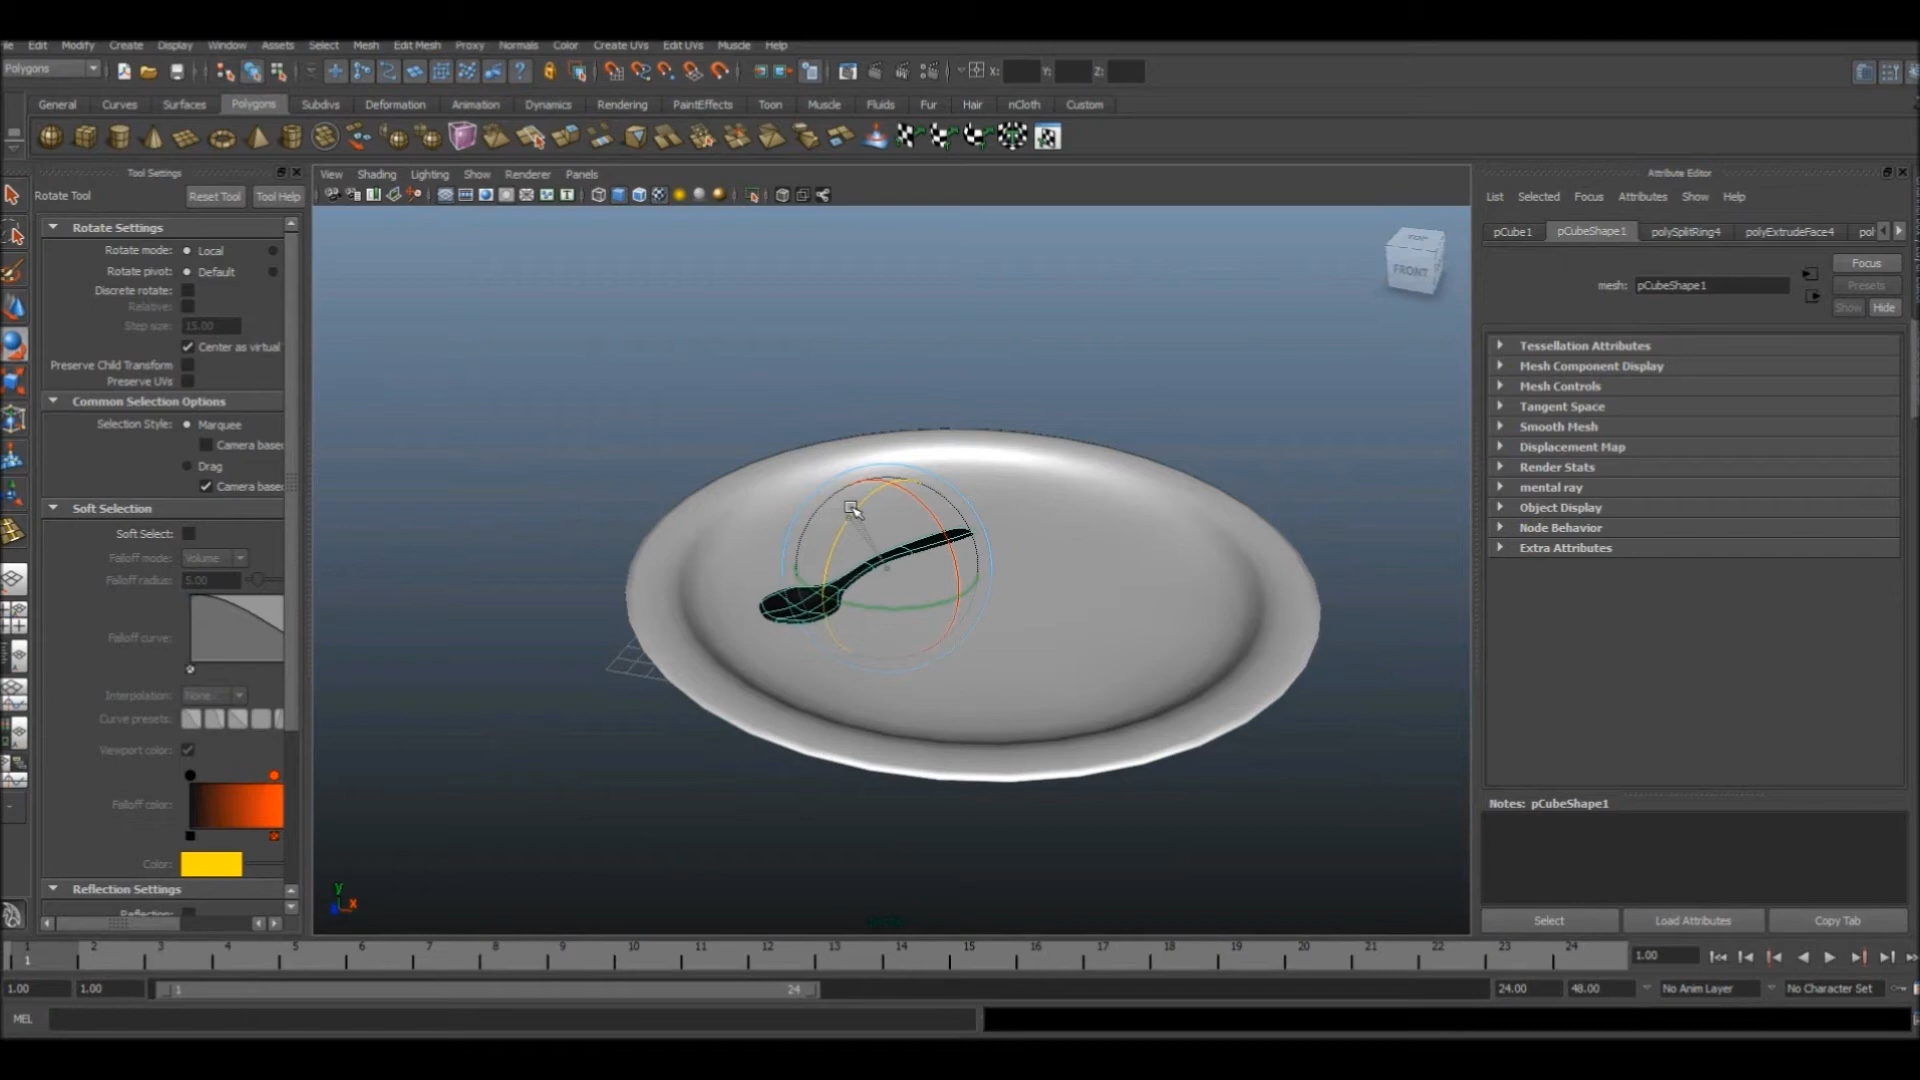 Edit Modify Create Display Window Assets Select Mesh Edit Mesh Proxy Normals Color Create UVs Edit UVs Muscle Help
Polygons X: Y: Z:
General Curves Surfaces Polygons Subdivs Deformation Animation Dynamics Rendering PaintEffects Toon Muscle Fluids Fur Hair nCloth Custom
Tool Settings
Rotate Tool Reset Tool Tool Help
Rotate Settings
Rotate mode: Local
Rotate pivot: Default
Discrete rotate:
Relative:
Step size: 15.00
Center as virtual
Preserve Child Transform
Preserve UVs
Common Selection Options
Selection Style: Marquee
Camera base
Drag
Camera base
Soft Selection
Soft Select:
Falloff mode: Volume
Falloff radius: 5.00
Falloff curve:
Interpolation: None
Curve presets:
Viewport color:
Falloff color:
Color:
Reflection Settings
Reflection:
View Shading Lighting Show Renderer Panels
TOP
FRONT
y
x
Attribute Editor
List Selected Focus Attributes Show Help
pCube1 pCubeShape1 polySplitRing4 polyExtrudeFace4 pol
mesh: pCubeShape1
Focus
Presets
Show Hide
Tessellation Attributes
Mesh Component Display
Mesh Controls
Tangent Space
Smooth Mesh
Displacement Map
Render Stats
mental ray
Object Display
Node Behavior
Extra Attributes
Notes: pCubeShape1
Select Load Attributes Copy Tab
1 2 3 4 5 6 7 8 9 10 11 12 13 14 15 16 17 18 19 20 21 22 23 24
1 1.00
1.00 1.00 1 24 24.00 48.00 No Anim Layer No Character Set
MEL